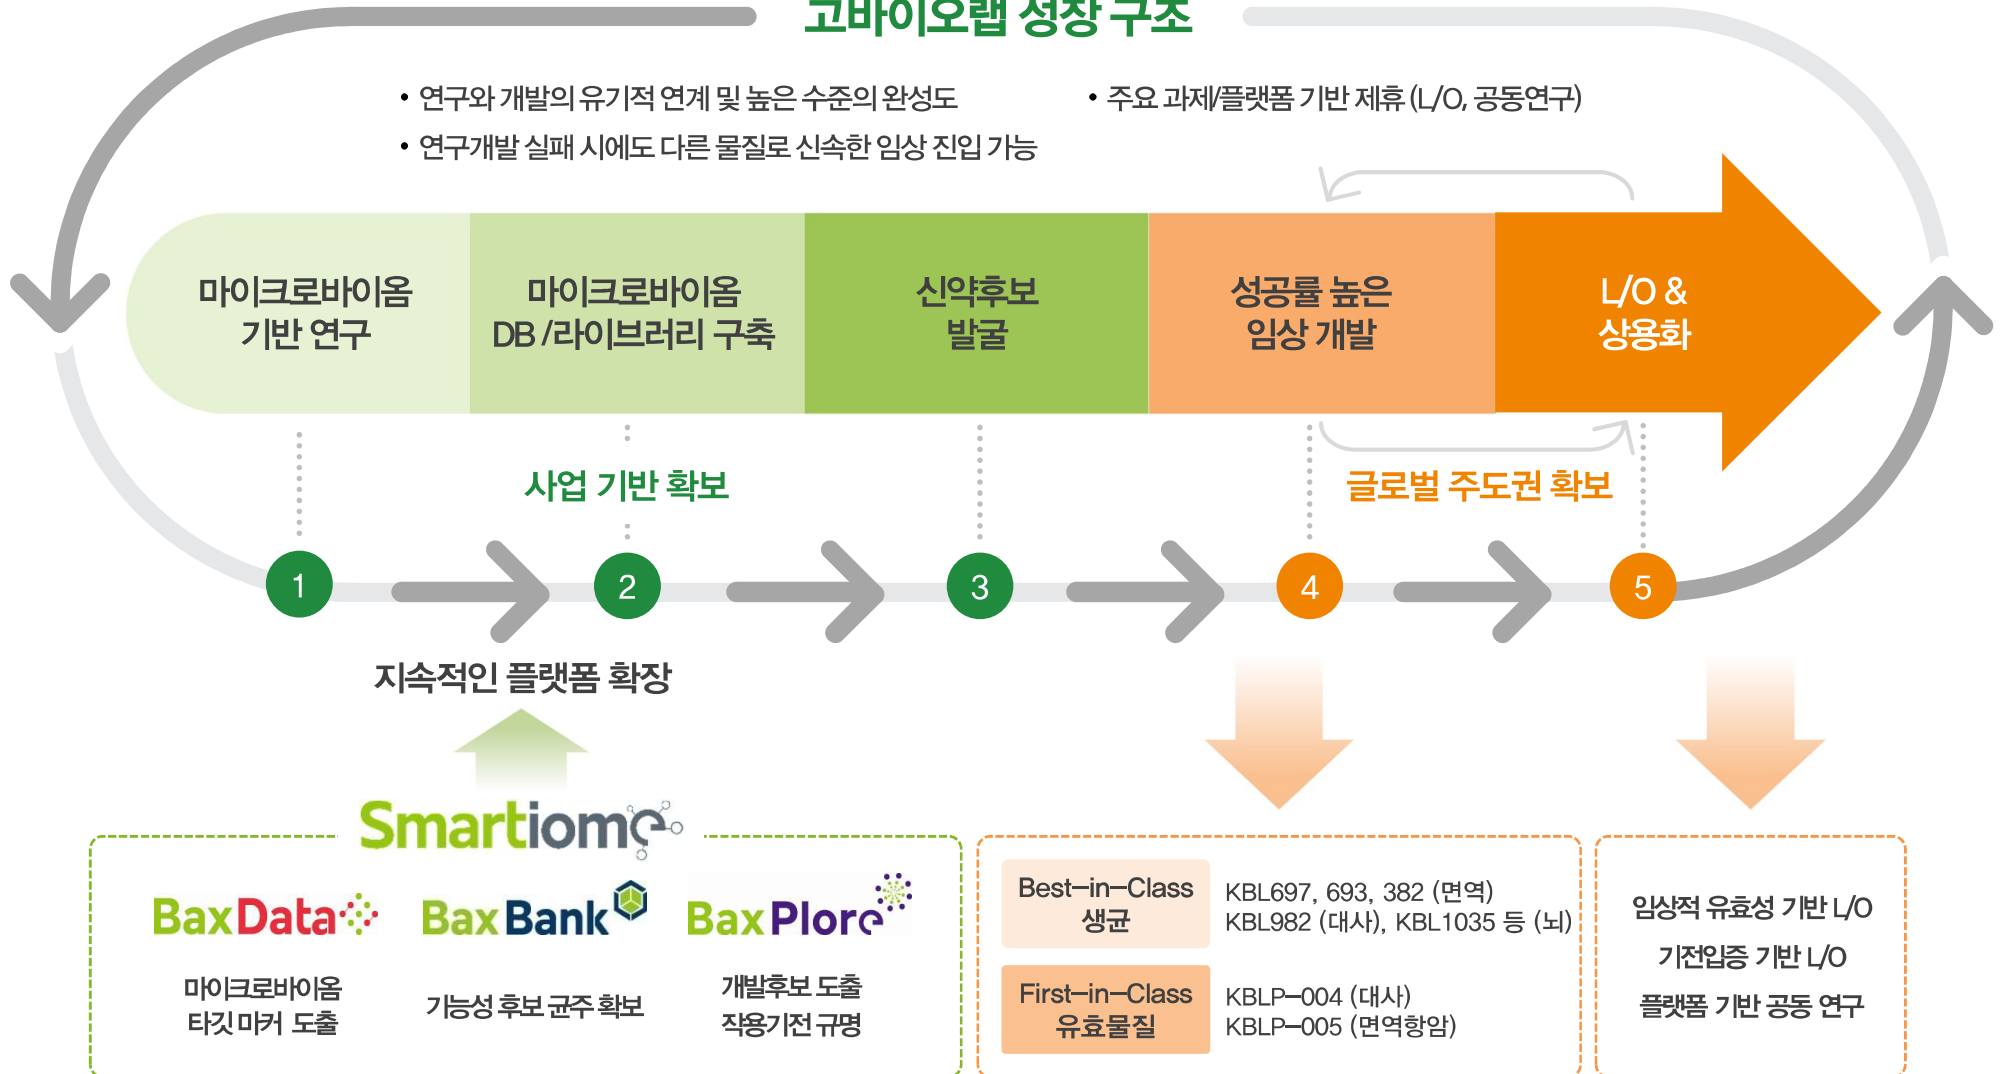 고바이오랩 성장 구조
• 연구와 개발의 유기적 연계 및 높은 수준의 완성도
• 연구개발 실패 시에도 다른 물질로 신속한 임상 진입 가능
• 주요 과제/플랫폼 기반 제휴 (L/O, 공동연구)
마이크로바이옴
기반 연구
마이크로바이옴
DB /라이브러리 구축
신약후보
발굴
성공률 높은
임상 개발
L/O &
상용화
사업 기반 확보
글로벌 주도권 확보
1
2
3
4
5
지속적인 플랫폼 확장
Smartiome
BaxData
마이크로바이옴
타깃 마커 도출
BaxBank
기능성 후보 균주 확보
BaxPlore
개발후보 도출
작용기전 규명
Best-in-Class
생균
KBL697, 693, 382 (면역)
KBL982 (대사), KBL1035 등 (뇌)
First-in-Class
유효물질
KBLP-004 (대사)
KBLP-005 (면역항암)
임상적 유효성 기반 L/O
기전입증 기반 L/O
플랫폼 기반 공동 연구